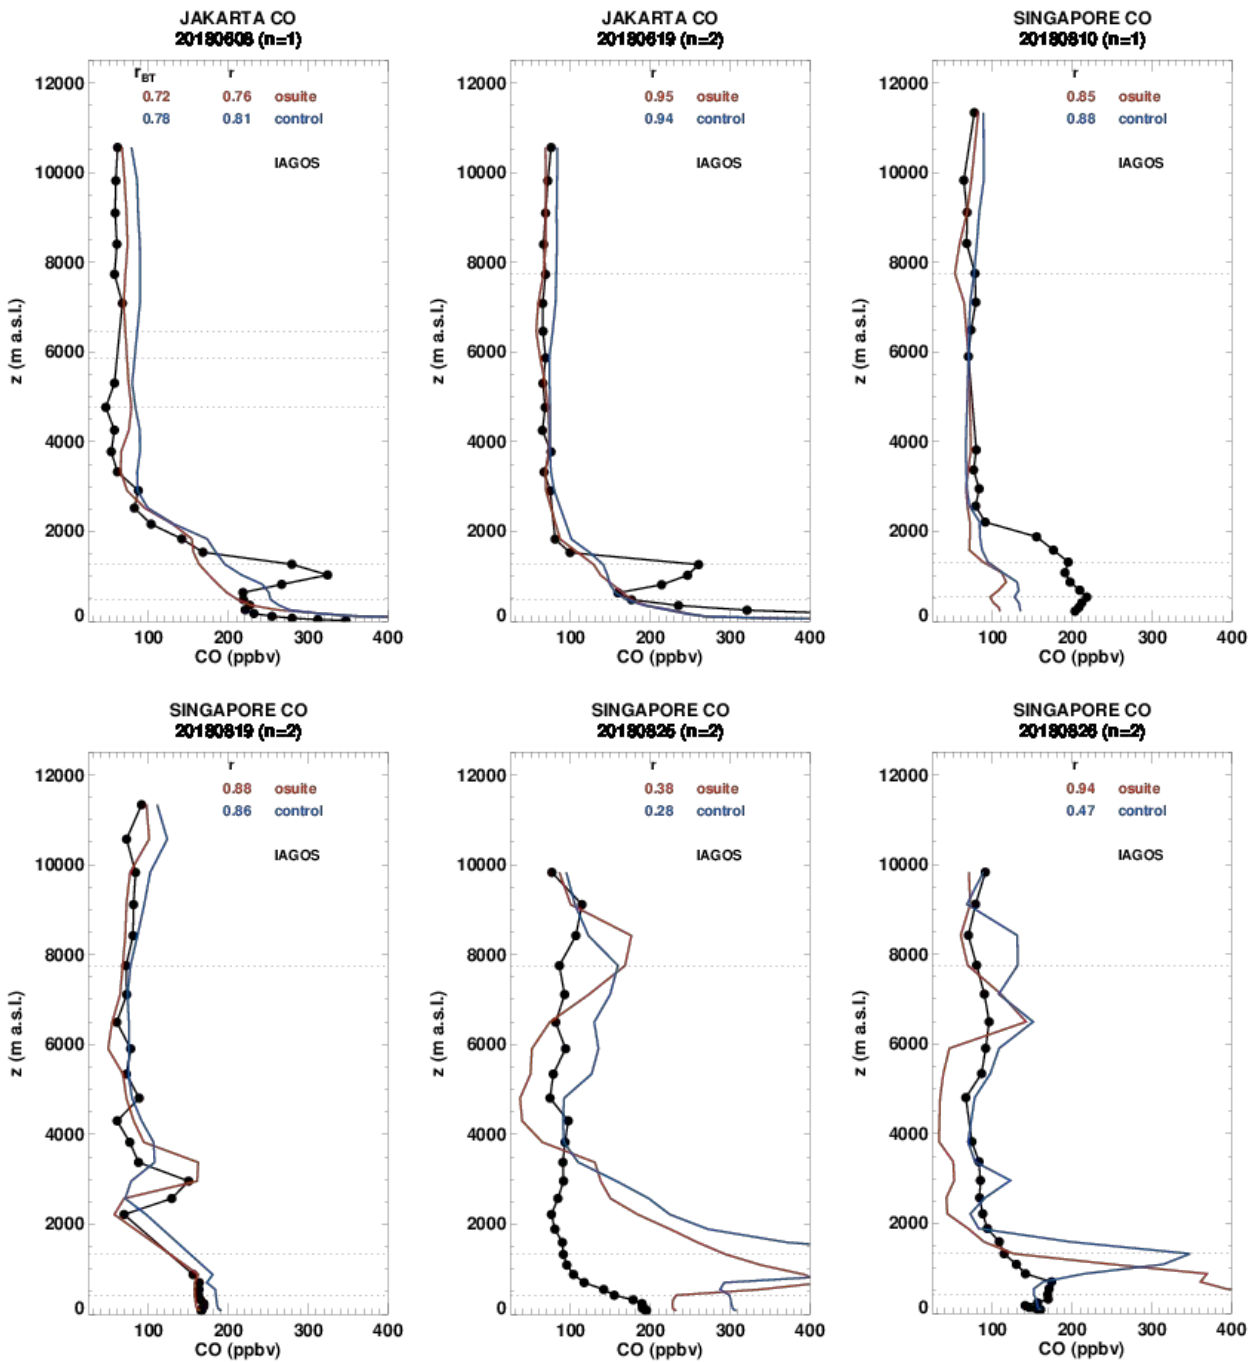 JAKARTA CO
20180608 (n=1)
r_BT r
0.72 0.76 osuite
0.78 0.81 control
IAGOS
12000
10000
8000
6000
4000
2000
0
z (m a.s.l.)
100 200 300 400
CO (ppbv)
JAKARTA CO
20180619 (n=2)
r
0.95 osuite
0.94 control
IAGOS
12000
10000
8000
6000
4000
2000
0
z (m a.s.l.)
100 200 300 400
CO (ppbv)
SINGAPORE CO
20180810 (n=1)
r
0.85 osuite
0.88 control
IAGOS
12000
10000
8000
6000
4000
2000
0
z (m a.s.l.)
100 200 300 400
CO (ppbv)
SINGAPORE CO
20180819 (n=2)
r
0.88 osuite
0.86 control
IAGOS
12000
10000
8000
6000
4000
2000
0
z (m a.s.l.)
100 200 300 400
CO (ppbv)
SINGAPORE CO
20180825 (n=2)
r
0.38 osuite
0.28 control
IAGOS
12000
10000
8000
6000
4000
2000
0
z (m a.s.l.)
100 200 300 400
CO (ppbv)
SINGAPORE CO
20180826 (n=2)
r
0.94 osuite
0.47 control
IAGOS
12000
10000
8000
6000
4000
2000
0
z (m a.s.l.)
100 200 300 400
CO (ppbv)